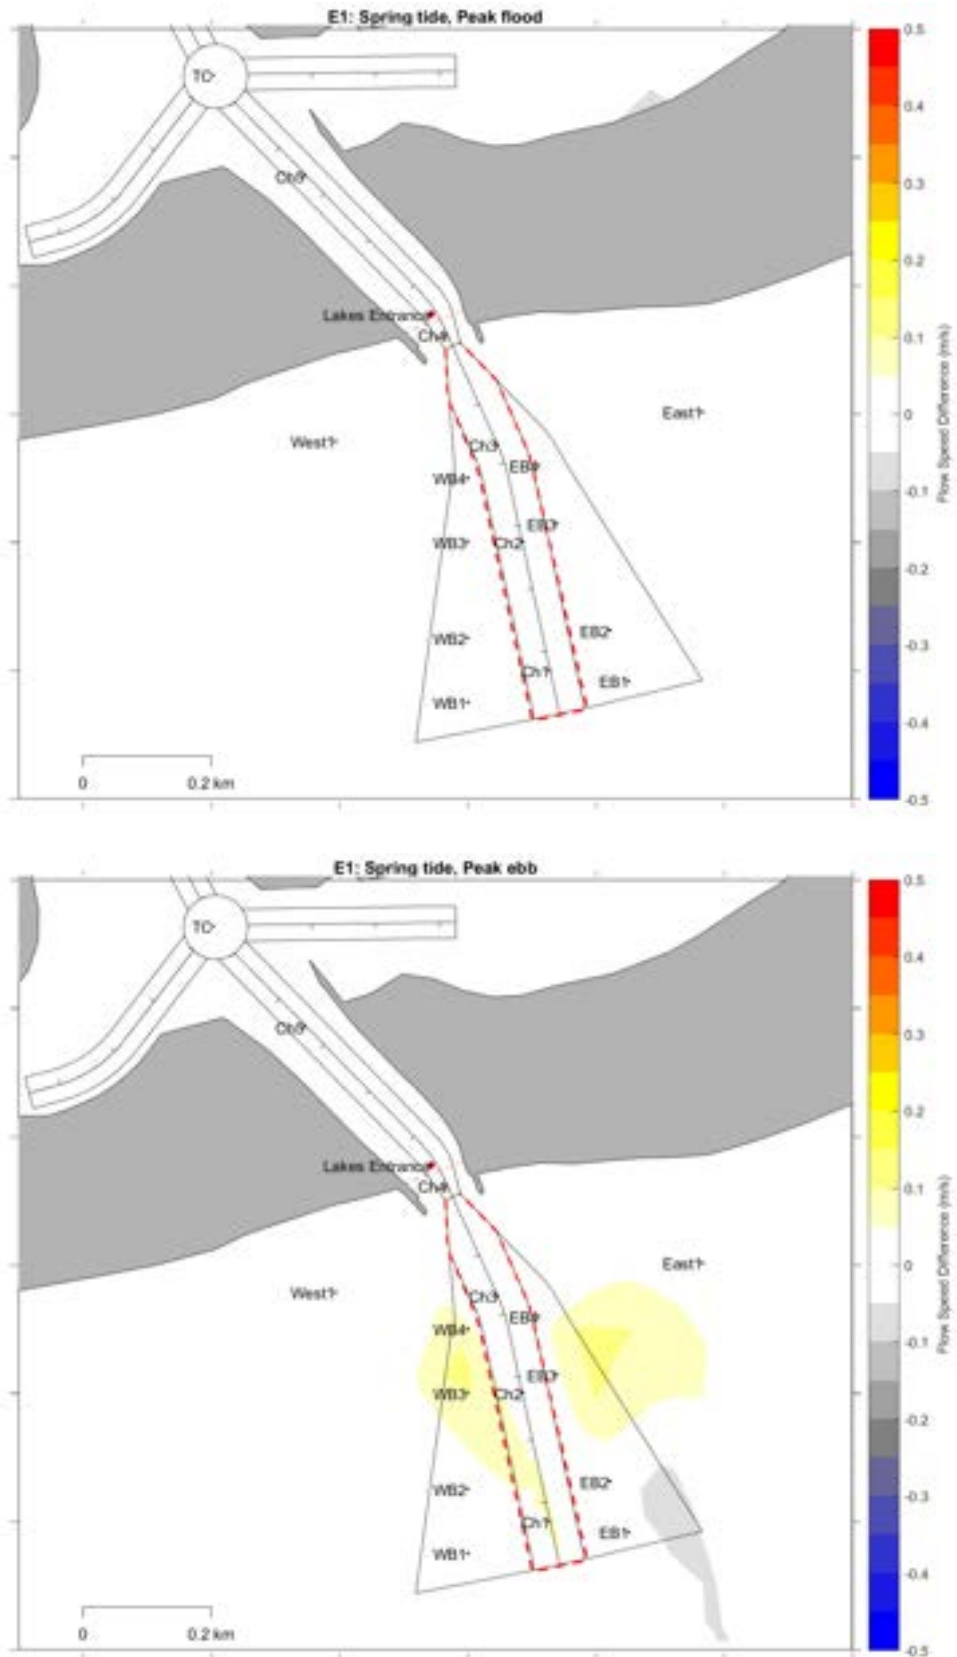 E1: Spring tide, Peak flood
TC
Ch5
Lakes Entrance
Ch4
East1
West1
Ch3
EB4
WB4
EB3
WB3
Ch2
EB2
WB2
Ch1
EB1
WB1
0
0.2 km
0.5
0.4
0.3
0.2
0.1
0
-0.1
-0.2
-0.3
-0.4
-0.5
Flow Speed Difference (m/s)
E1: Spring tide, Peak ebb
TC
Ch5
Lakes Entrance
Ch4
East1
West1
Ch3
EB4
WB4
EB3
WB3
Ch2
EB2
WB2
Ch1
EB1
WB1
0
0.2 km
0.5
0.4
0.3
0.2
0.1
0
-0.1
-0.2
-0.3
-0.4
-0.5
Flow Speed Difference (m/s)